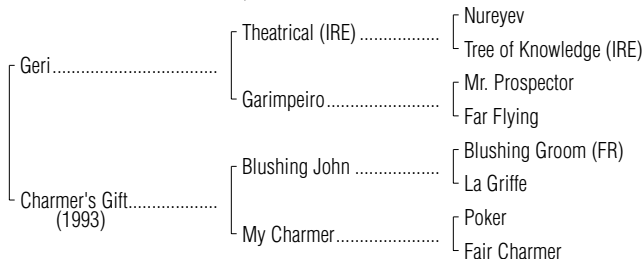 Nureyev
Theatrical (IRE) ..................
Tree of Knowledge (IRE)
Geri.....................................
Mr. Prospector
Garimpeiro.........................
Far Flying
Blushing Groom (FR)
Blushing John ...................
La Griffe
Charmer's Gift....................
(1993)
Poker
My Charmer.......................
Fair Charmer